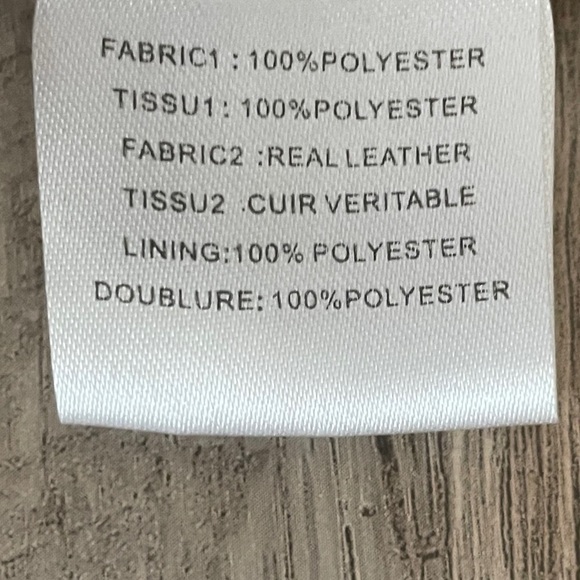 FABRIC1 : 100%POLYESTER
TISSU1: 100%POLYESTER
FABRIC2 :REAL LEATHER
TISSU2 .CUIR VERITABLE
LINING:100% POLYESTER
DOUBLURE: 100%POLYESTER